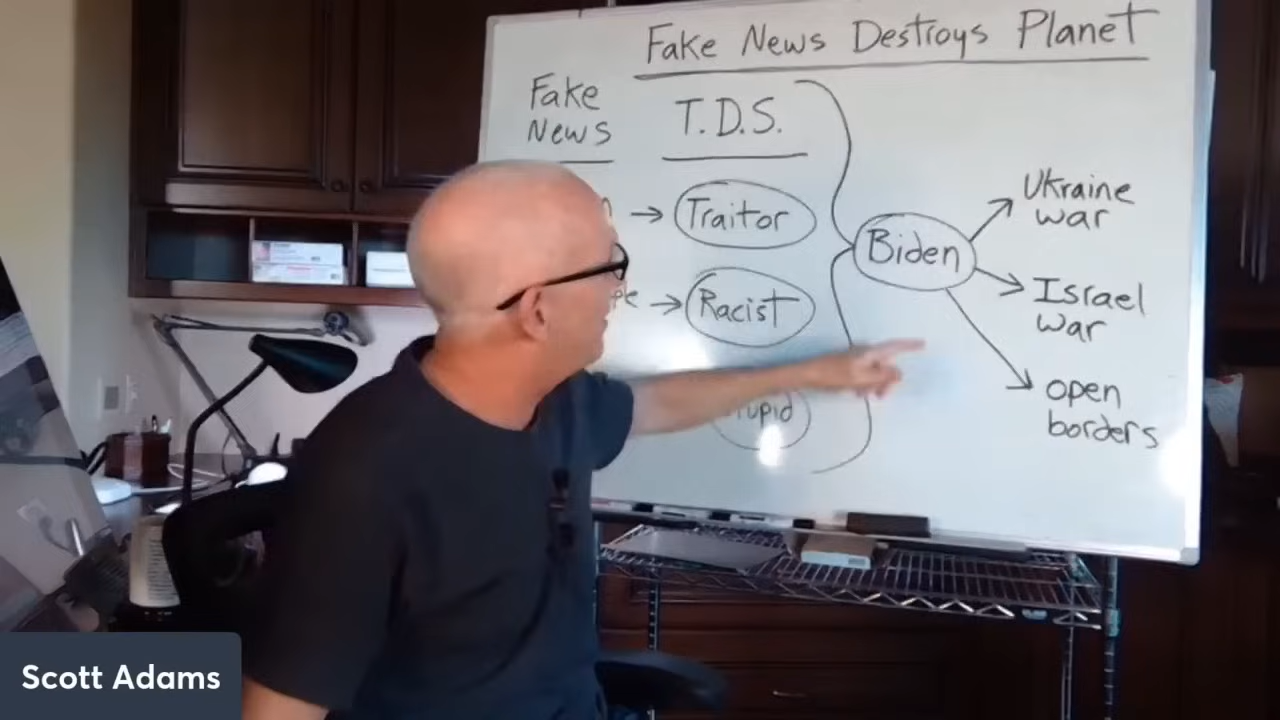 Fake News Destroys Planet
Fake
News
T.D.S.
→ Traitor
→ Racist
Biden
Ukraine
war
Israel
war
open
borders
Scott Adams